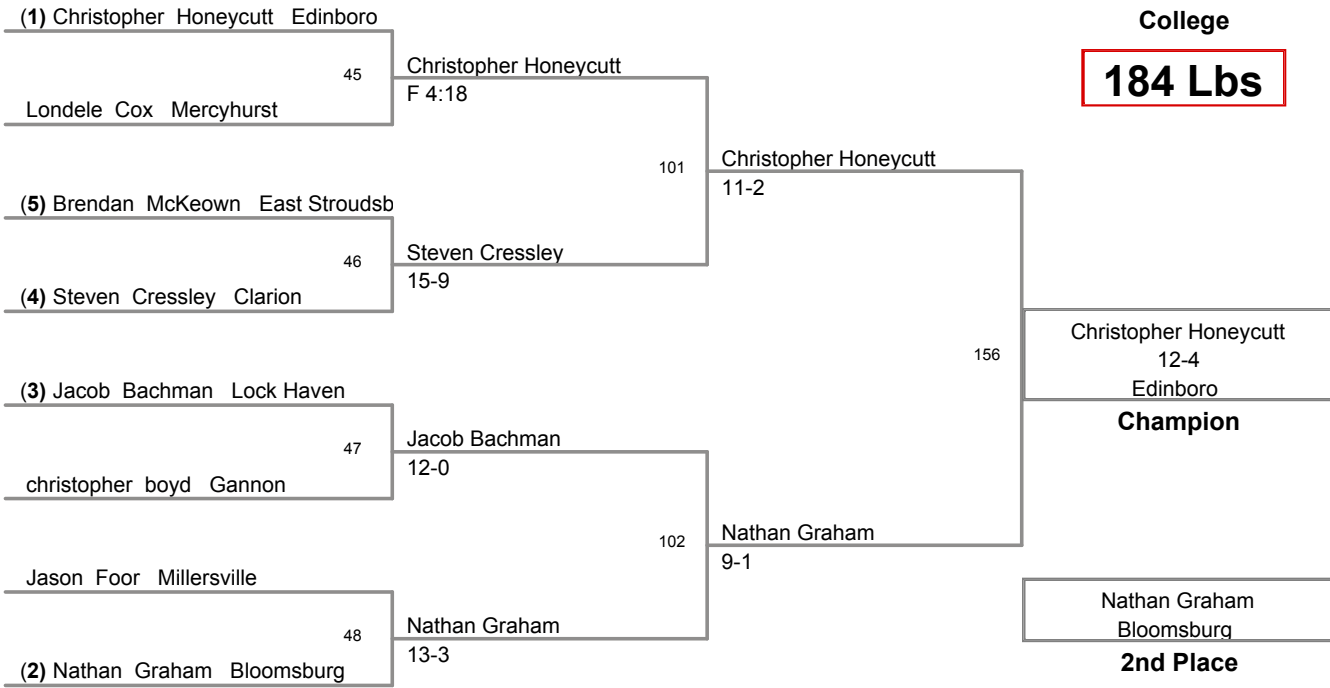 (1) Christopher Honeycutt Edinboro
45
Londele Cox Mercyhurst
(5) Brendan McKeown East Stroudsb
46
(4) Steven Cressley Clarion
(3) Jacob Bachman Lock Haven
47
christopher boyd Gannon
Jason Foor Millersville
48
(2) Nathan Graham Bloomsburg
Christopher Honeycutt
F 4:18
101
Steven Cressley
15-9
Jacob Bachman
12-0
102
Nathan Graham
13-3
Christopher Honeycutt
11-2
156
Nathan Graham
9-1
College
184 Lbs
Christopher Honeycutt
12-4
Edinboro
Champion
Nathan Graham
Bloomsburg
2nd Place